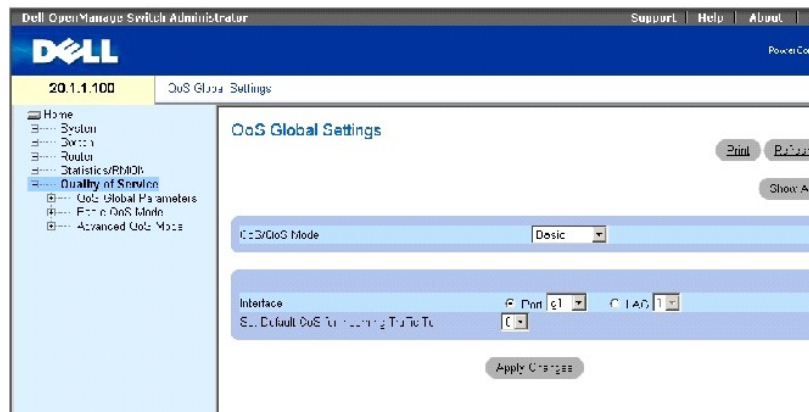 Dell OpenManage Switch Administrator
Support | Help | About |
DELL
20.1.1.100
QoS Global Settings
Home
System
Switch
Router
Statistics/RMON
Quality of Service
QoS Global Parameters
Basic QoS Mode
Advanced QoS Mode
QoS Global Settings
Print
Show
CoS/QoS Mode
Basic
Interface
Port g1
LAG 1
Set Default CoS for Incoming Traffic To
0
Apply Changes